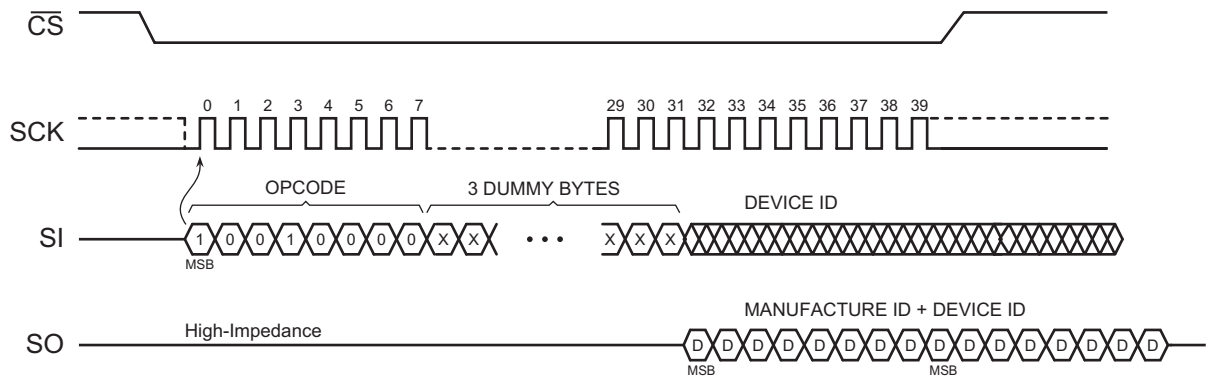 CS
0 1 2 3 4 5 6 7 29 30 31 32 33 34 35 36 37 38 39
SCK
OPCODE 3 DUMMY BYTES DEVICE ID
SI 1 0 0 1 0 0 0 0 X X • • • X X X
MSB
MANUFACTURE ID + DEVICE ID
High-Impedance
SO D D D D D D D D D D D D D D D D
MSB MSB